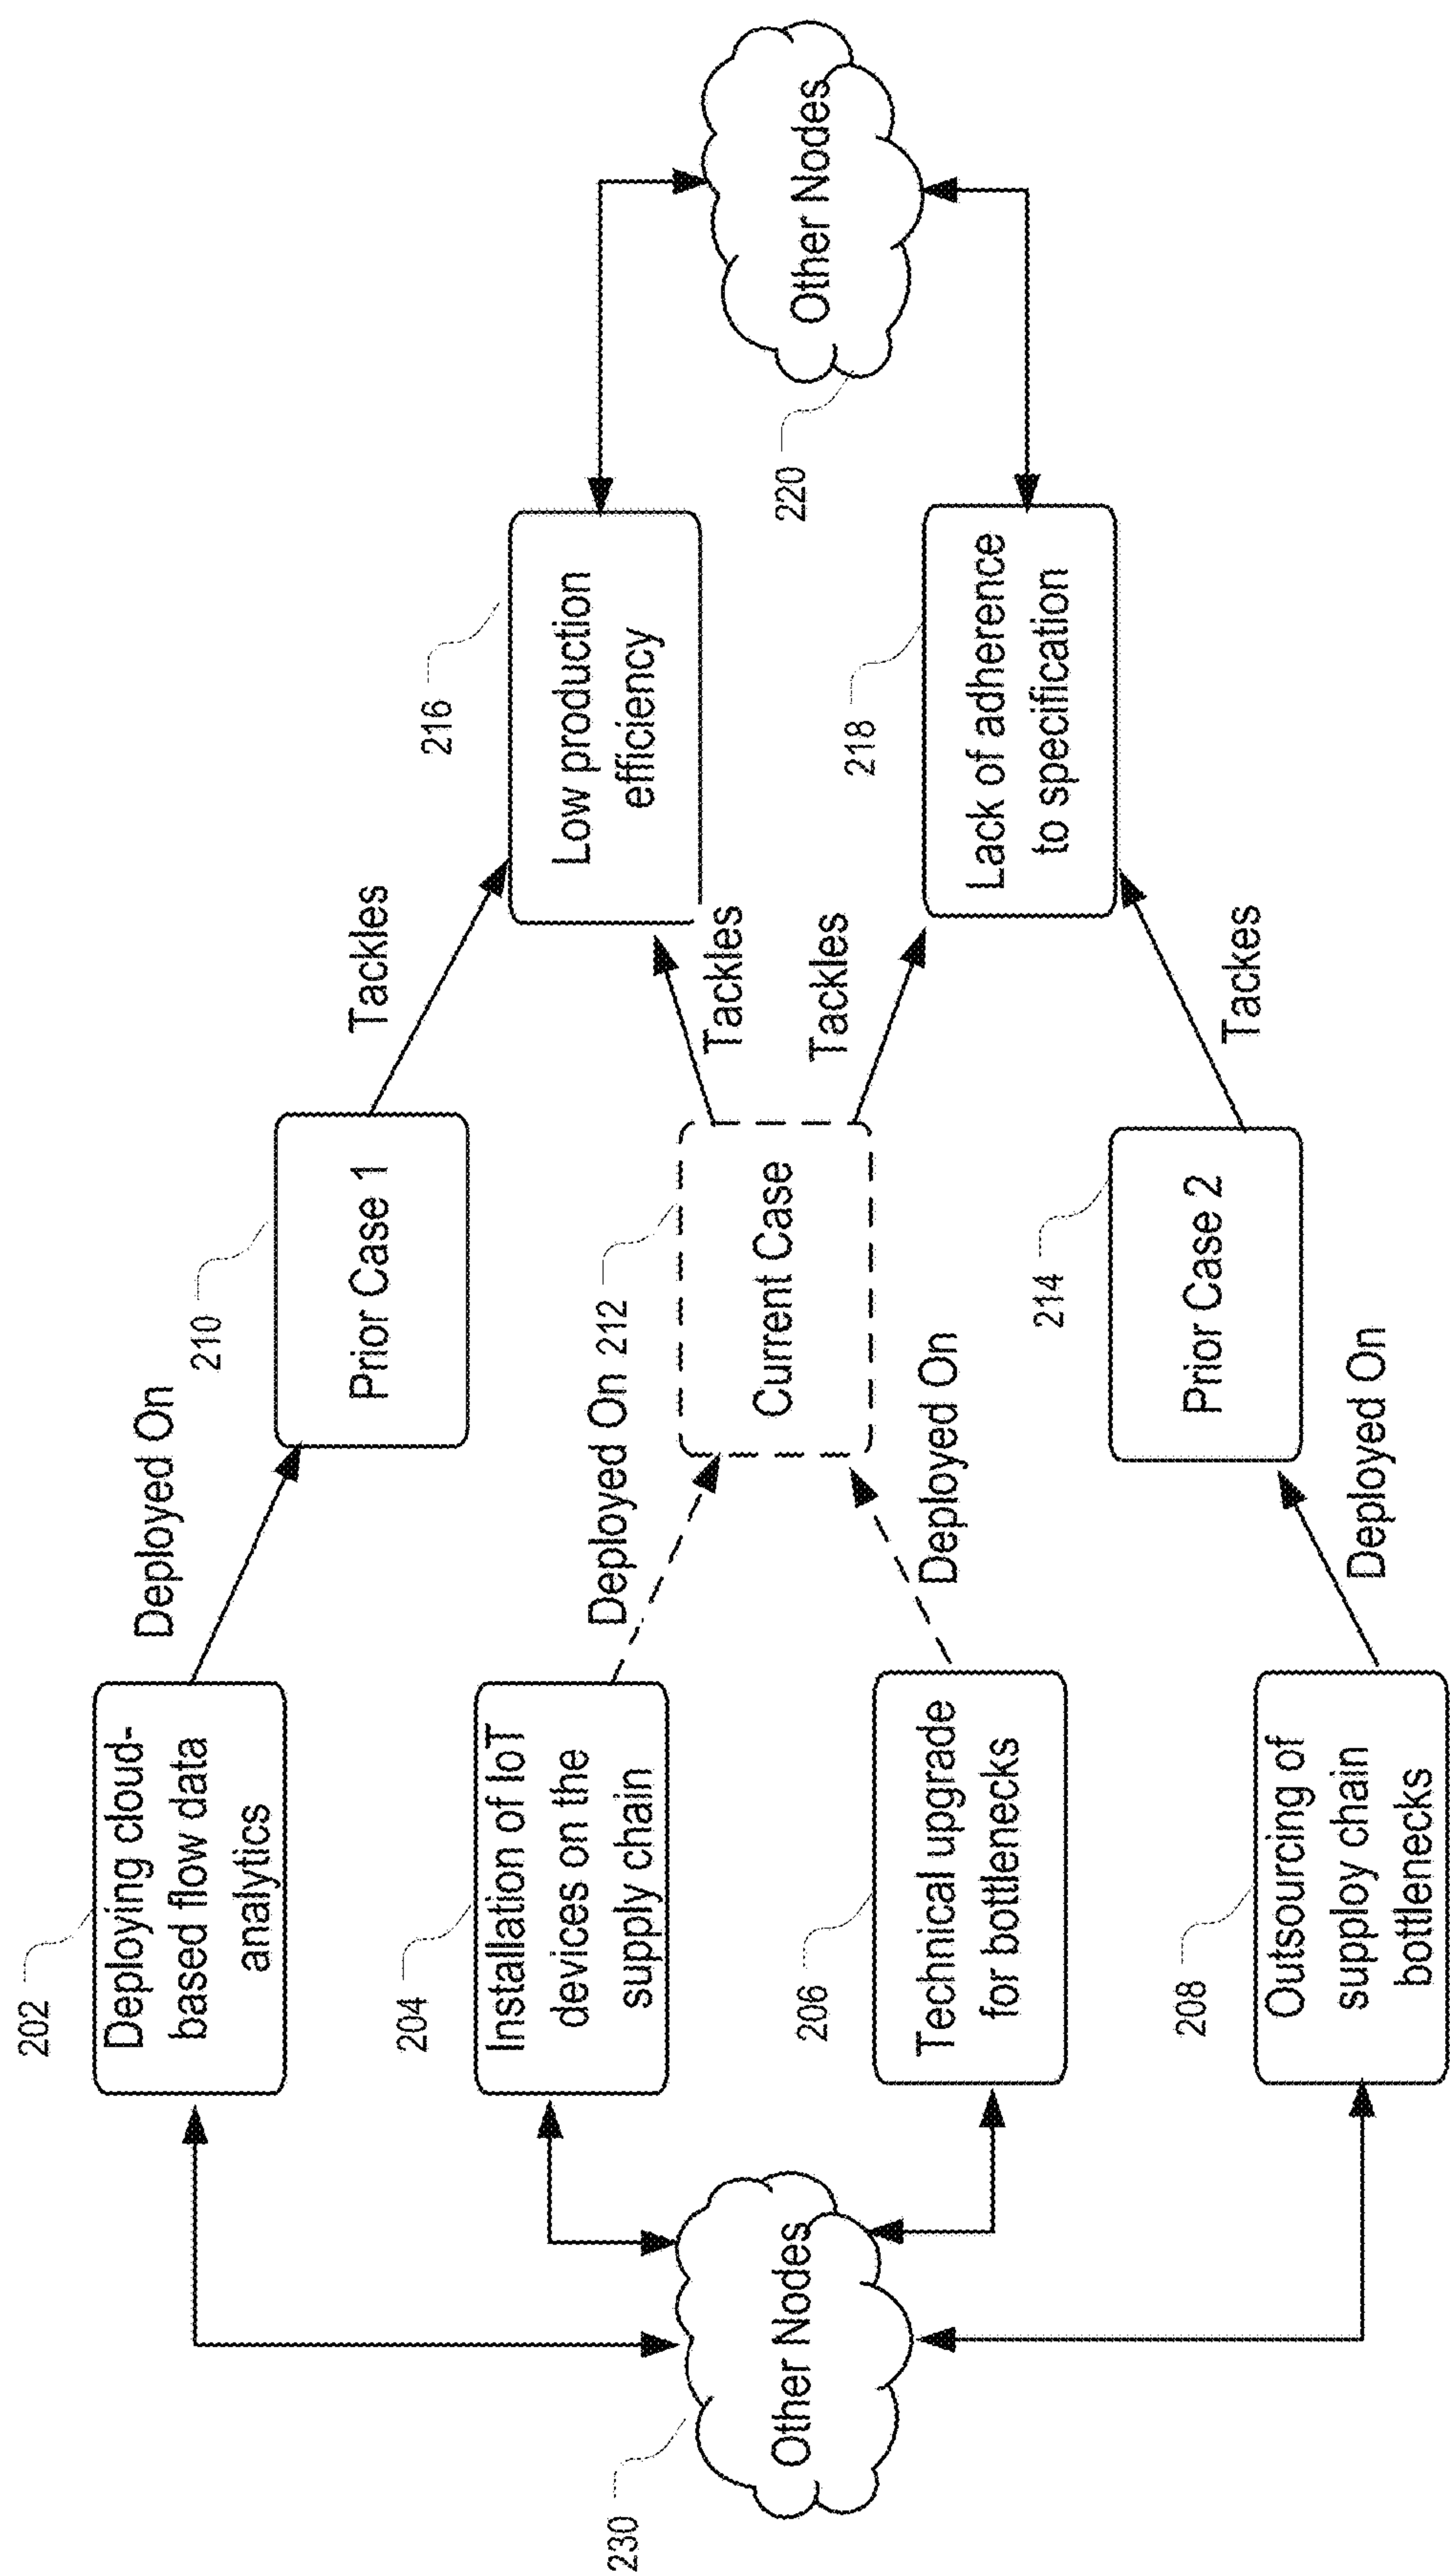 202
Deploying cloud-
based flow data
analytics
204
Installation of IoT
devices on the
supply chain
206
Technical upgrade
for bottlenecks
208
Outsourcing of
supply chain
bottlenecks
230
Other Nodes
Deployed On
Deployed On
Deployed On
Deployed On
210
Prior Case 1
212
Current Case
214
Prior Case 2
Tackles
Tackles
Tackles
Tackes
216
Low production
efficiency
218
Lack of adherence
to specification
220
Other Nodes